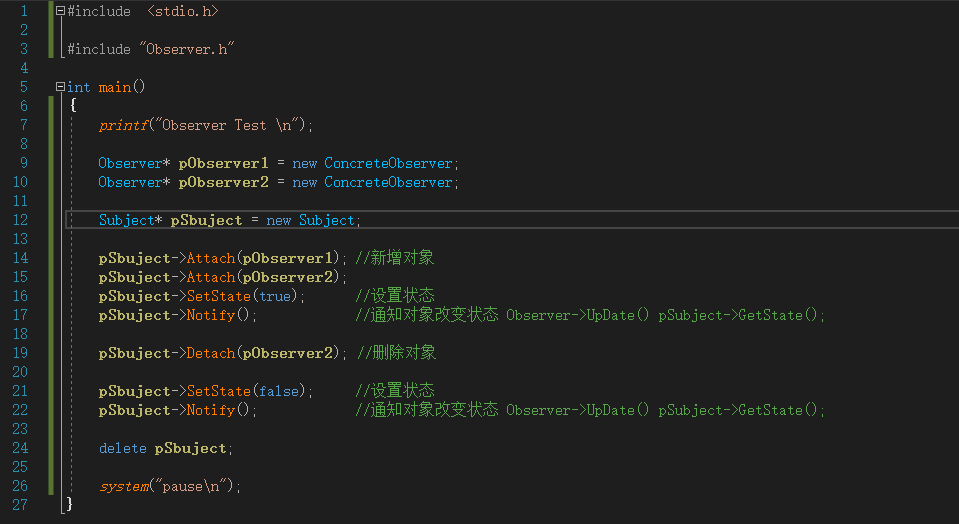 1 #include  <stdio.h>
2
3 #include "Observer.h"
4
5 int main()
6 {
7     printf("Observer Test \n");
8
9     Observer* pObserver1 = new ConcreteObserver;
10     Observer* pObserver2 = new ConcreteObserver;
11
12     Subject* pSbuject = new Subject;
13
14     pSbuject->Attach(pObserver1); //新增对象
15     pSbuject->Attach(pObserver2);
16     pSbuject->SetState(true);      //设置状态
17     pSbuject->Notify();            //通知对象改变状态 Observer->UpDate() pSubject->GetState();
18
19     pSbuject->Detach(pObserver2); //删除对象
20
21     pSbuject->SetState(false);     //设置状态
22     pSbuject->Notify();            //通知对象改变状态 Observer->UpDate() pSubject->GetState();
23
24     delete pSbuject;
25
26     system("pause\n");
27 }